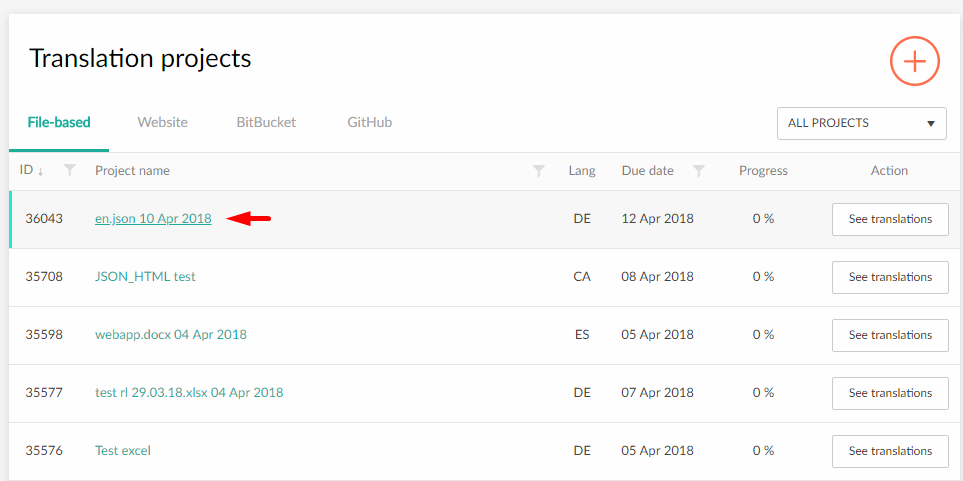 Translation projects
File-based Website BitBucket GitHub ALL PROJECTS
ID Project name Lang Due date Progress Action
36043 en.json 10 Apr 2018 DE 12 Apr 2018 0 % See translations
35708 JSON_HTML test CA 08 Apr 2018 0 % See translations
35598 webapp.docx 04 Apr 2018 ES 05 Apr 2018 0 % See translations
35577 test rl 29.03.18.xlsx 04 Apr 2018 DE 07 Apr 2018 0 % See translations
35576 Test excel DE 05 Apr 2018 0 % See translations